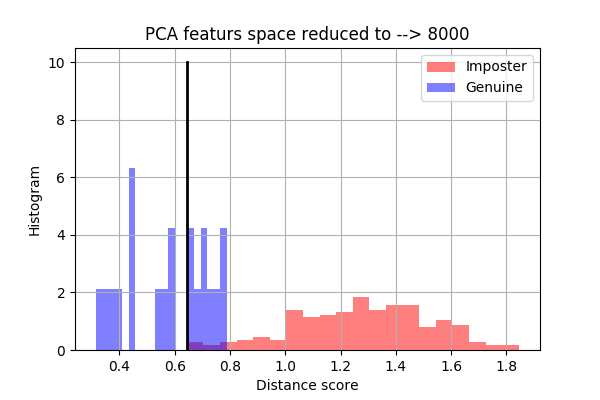 PCA featurs space reduced to --> 8000
Imposter
Genuine
Histogram
10
8
6
4
2
0
0.4 0.6 0.8 1.0 1.2 1.4 1.6 1.8
Distance score